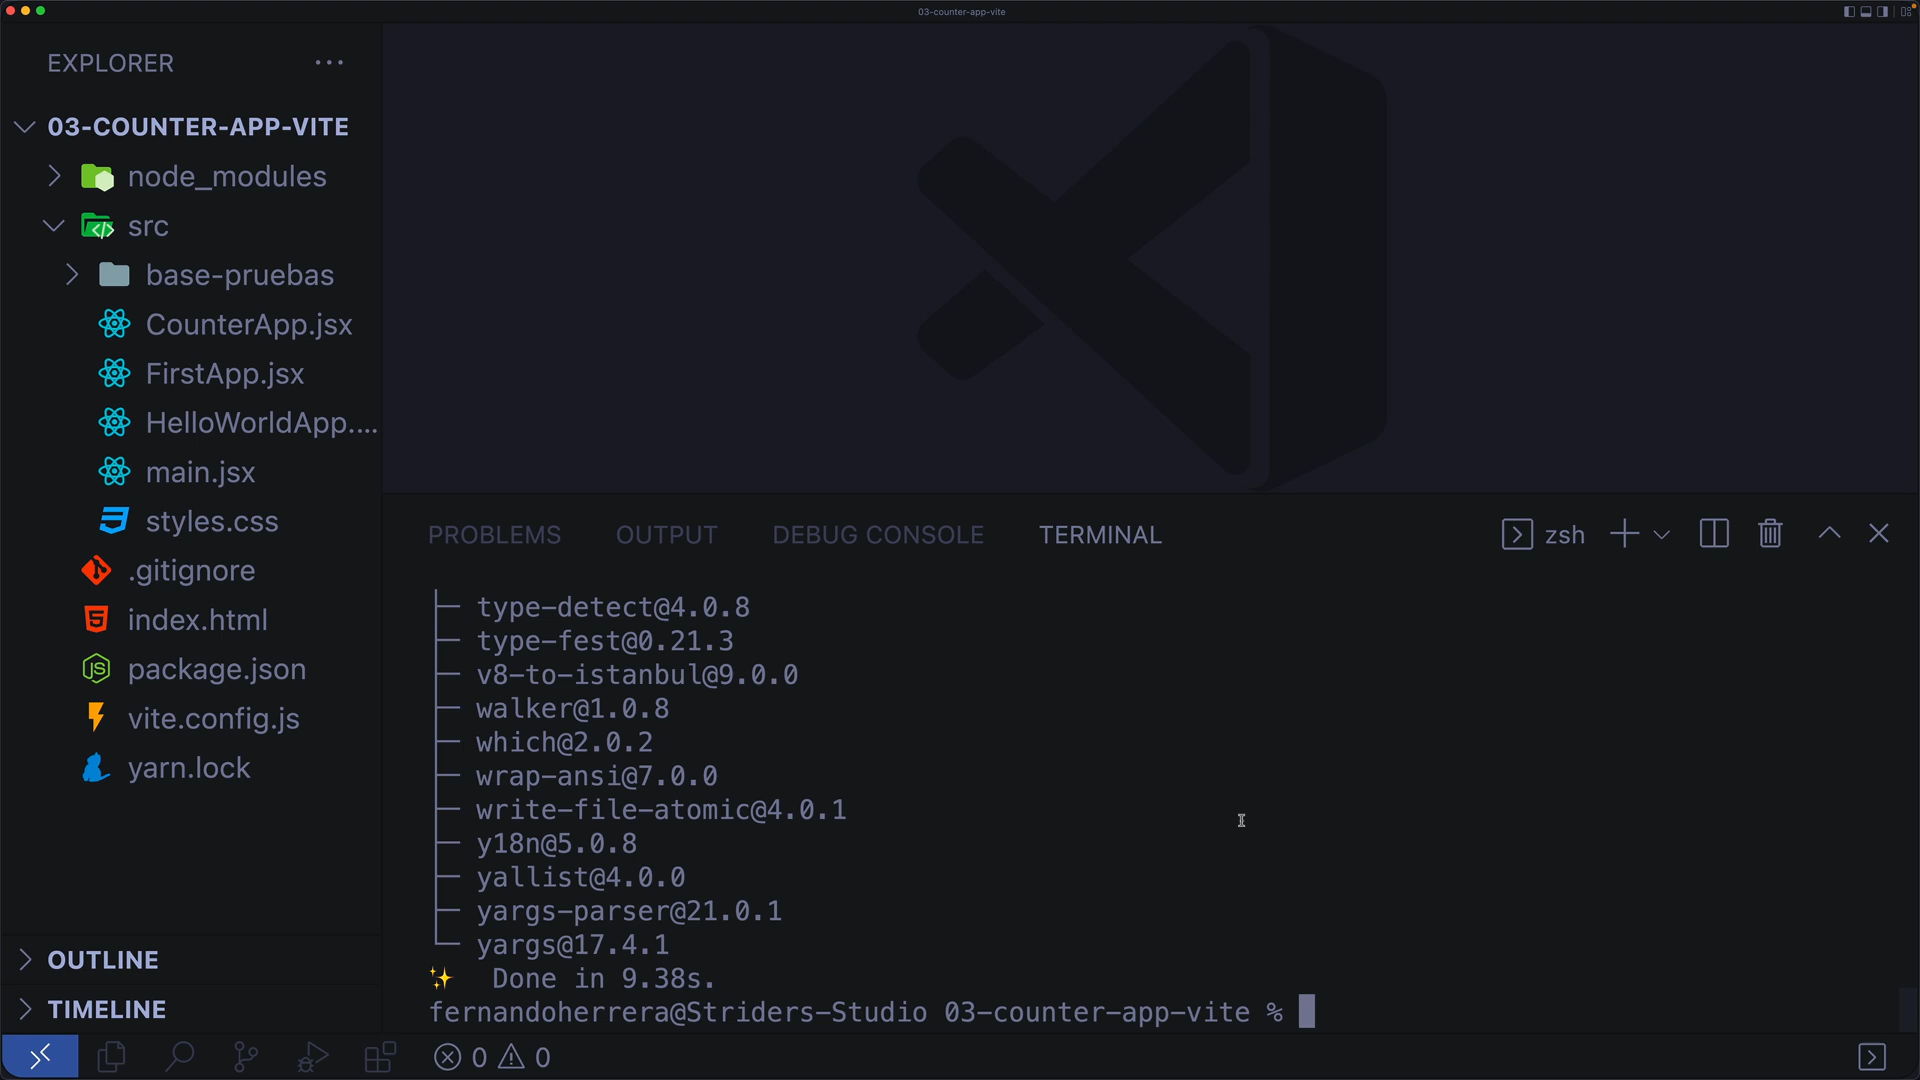 03-counter-app-vite
EXPLORER
03-COUNTER-APP-VITE
node_modules
src
base-pruebas
CounterApp.jsx
FirstApp.jsx
HelloWorldApp....
main.jsx
styles.css
.gitignore
index.html
package.json
vite.config.js
yarn.lock
OUTLINE
TIMELINE
PROBLEMS OUTPUT DEBUG CONSOLE TERMINAL zsh
├─ type-detect@4.0.8
├─ type-fest@0.21.3
├─ v8-to-istanbul@9.0.0
├─ walker@1.0.8
├─ which@2.0.2
├─ wrap-ansi@7.0.0
├─ write-file-atomic@4.0.1
├─ y18n@5.0.8
├─ yallist@4.0.0
├─ yargs-parser@21.0.1
└─ yargs@17.4.1
✨ Done in 9.38s.
fernandoherrera@Striders-Studio 03-counter-app-vite %
0 0